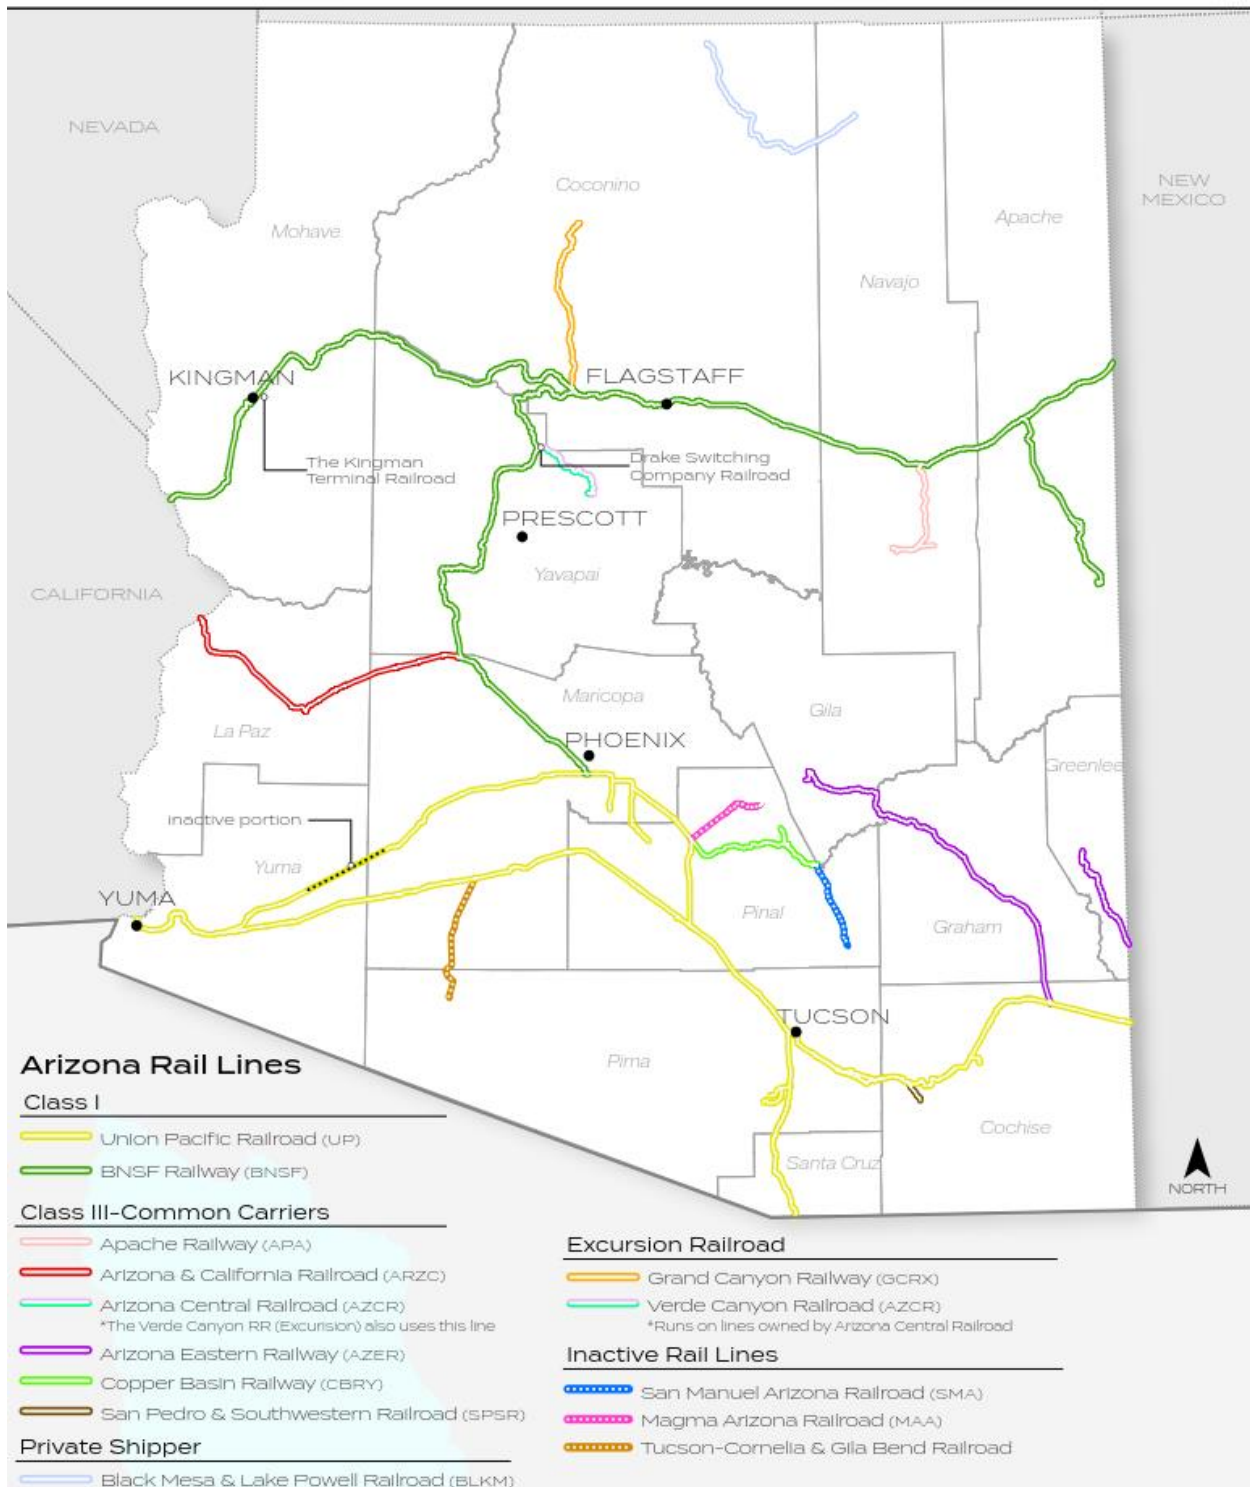 NEVADA
NEW
MEXICO
Coconino
Apache
Mohave
Navajo
KINGMAN
FLAGSTAFF
The Kingman
Terminal Railroad
Drake Switching
Company Railroad
PRESCOTT
Yavapai
CALIFORNIA
Maricopa
Gila
La Paz
PHOENIX
Greenlee
inactive portion
Yuma
YUMA
Pinal
Graham
TUCSON
Pima
Cochise
Santa Cruz
NORTH
Arizona Rail Lines
Class I
Union Pacific Railroad (UP)
BNSF Railway (BNSF)
Class III-Common Carriers
Apache Railway (APA)
Arizona & California Railroad (ARZC)
Arizona Central Railroad (AZCR)
*The Verde Canyon RR (Excurision) also uses this line
Arizona Eastern Railway (AZER)
Copper Basin Railway (CBRY)
San Pedro & Southwestern Railroad (SPSR)
Private Shipper
Black Mesa & Lake Powell Railroad (BLKM)
Excursion Railroad
Grand Canyon Railway (GCRX)
Verde Canyon Railroad (AZCR)
*Runs on lines owned by Arizona Central Railroad
Inactive Rail Lines
San Manuel Arizona Railroad (SMA)
Magma Arizona Railroad (MAA)
Tucson-Cornelia & Gila Bend Railroad